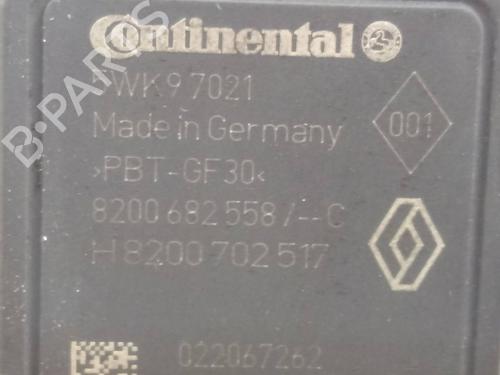 Continental
5WK9 7021
Made in Germany
001
>PBT-GF30<
8200 682 558 /--C
H 8200 702 517
022067262
B-PARTS